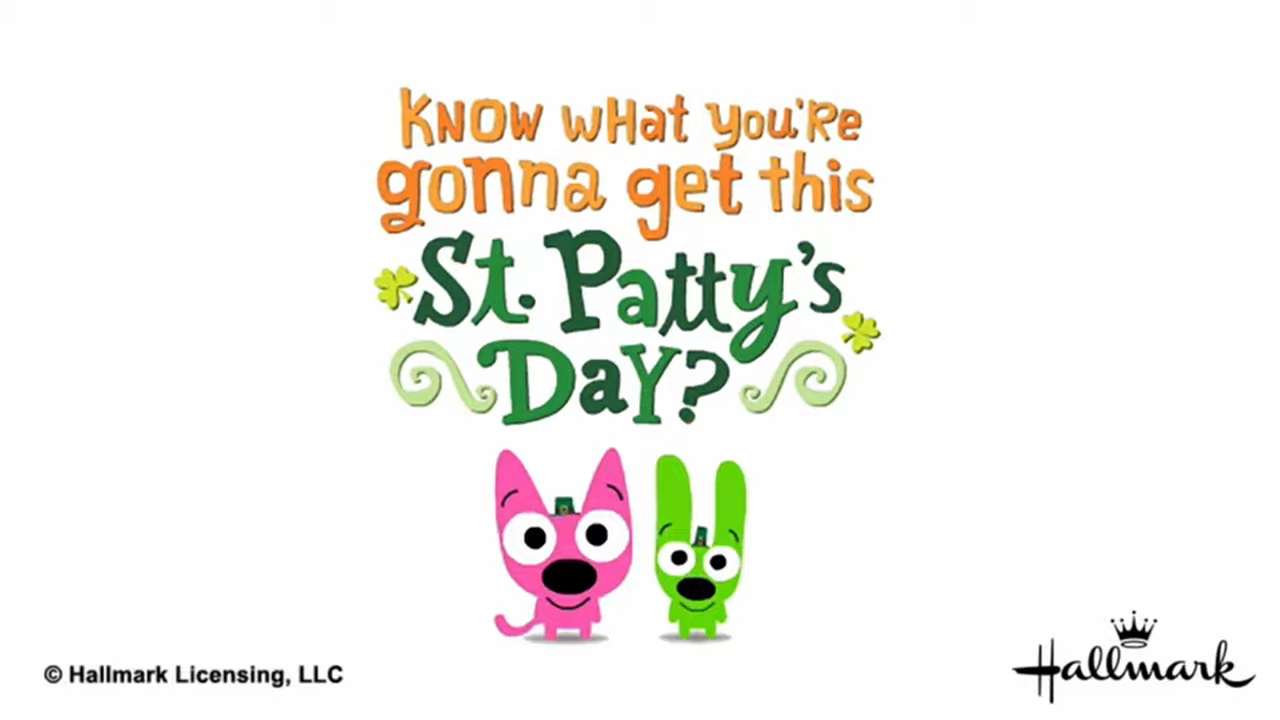 KNOW wHat you'Re
gonna get this
St. Patty's
DaY?
© Hallmark Licensing, LLC
Hallmark